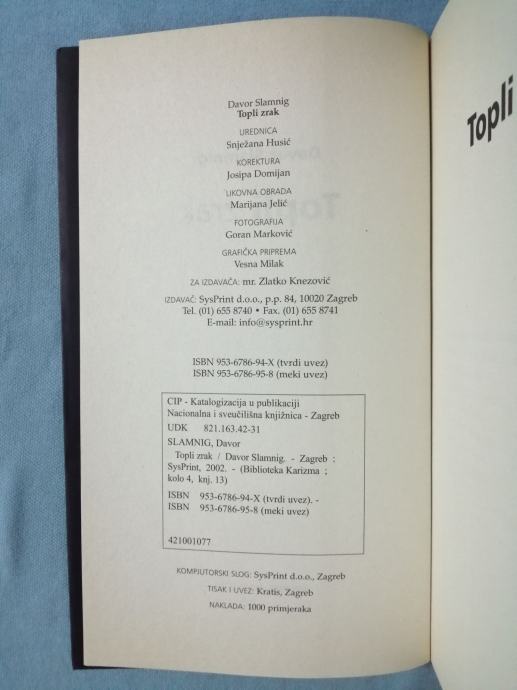 Davor Slamnig
Topli zrak
UREDNICA
Snježana Husić
KOREKTURA
Josipa Domijan
LIKOVNA OBRADA
Marijana Jelić
FOTOGRAFIJA
Goran Marković
GRAFIČKA PRIPREMA
Vesna Milak
ZA IZDAVAČA: mr. Zlatko Knezović
IZDAVAČ: SysPrint d.o.o., p.p. 84, 10020 Zagreb
Tel. (01) 655 8740 • Fax. (01) 655 8741
E-mail: info@sysprint.hr
ISBN 953-6786-94-X (tvrdi uvez)
ISBN 953-6786-95-8 (meki uvez)
CIP - Katalogizacija u publikaciji
Nacionalna i sveučilišna knjižnica - Zagreb
UDK 821.163.42-31
SLAMNIG, Davor
Topli zrak / Davor Slamnig. - Zagreb :
SysPrint, 2002. - (Biblioteka Karizma ;
kolo 4, knj. 13)
ISBN 953-6786-94-X (tvrdi uvez). -
ISBN 953-6786-95-8 (meki uvez)
421001077
KOMPJUTORSKI SLOG: SysPrint d.o.o., Zagreb
TISAK I UVEZ: Kratis, Zagreb
NAKLADA: 1000 primjeraka
Topli